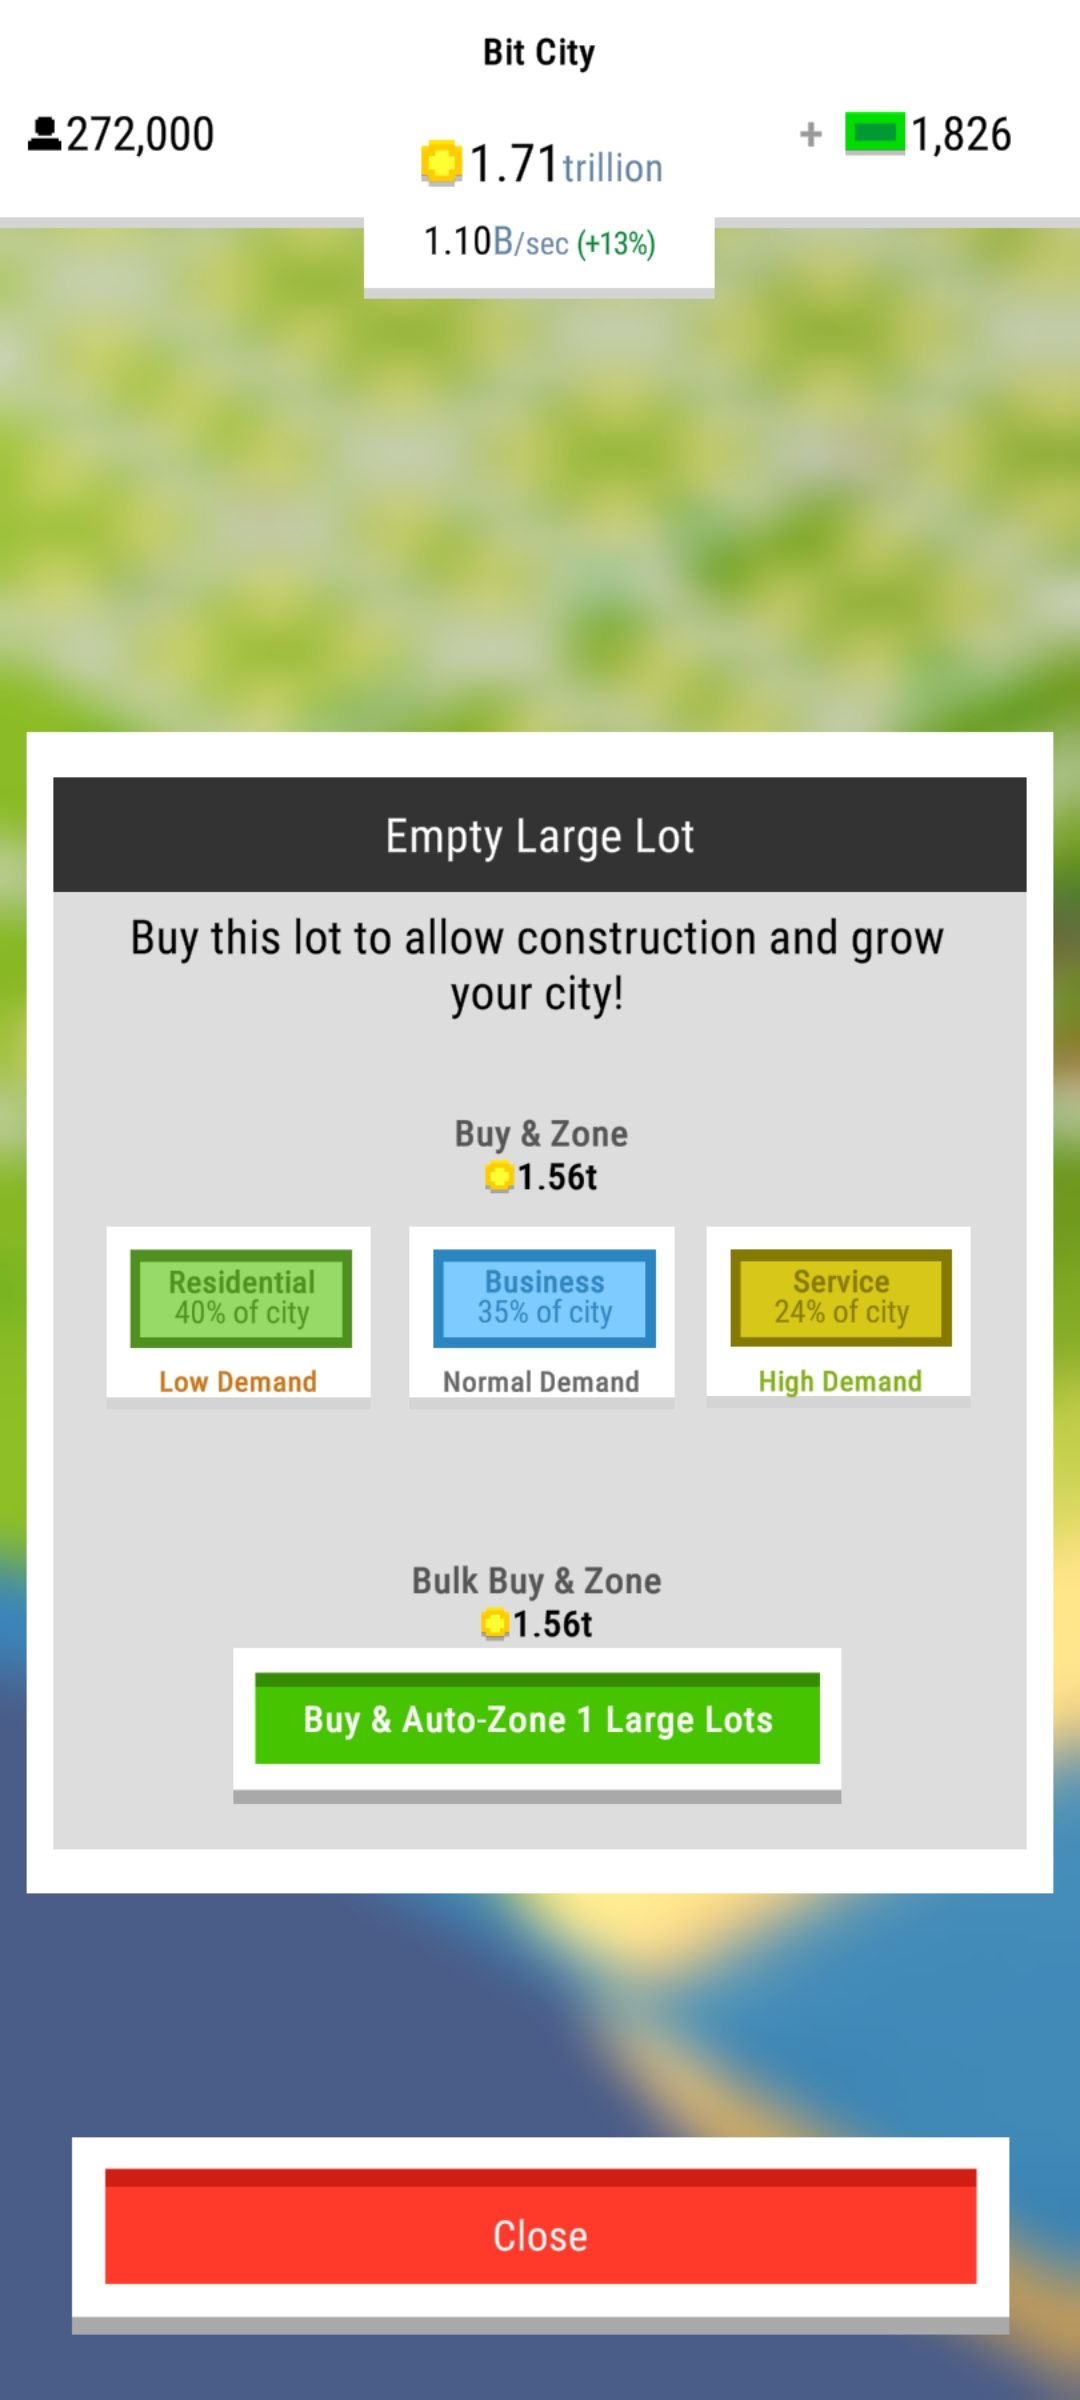 Bit City
272,000
1.71trillion
+ 1,826
1.10B/sec (+13%)
Empty Large Lot
Buy this lot to allow construction and grow
your city!
Buy & Zone
1.56t
Residential
40% of city
Low Demand
Business
35% of city
Normal Demand
Service
24% of city
High Demand
Bulk Buy & Zone
1.56t
Buy & Auto-Zone 1 Large Lots
Close